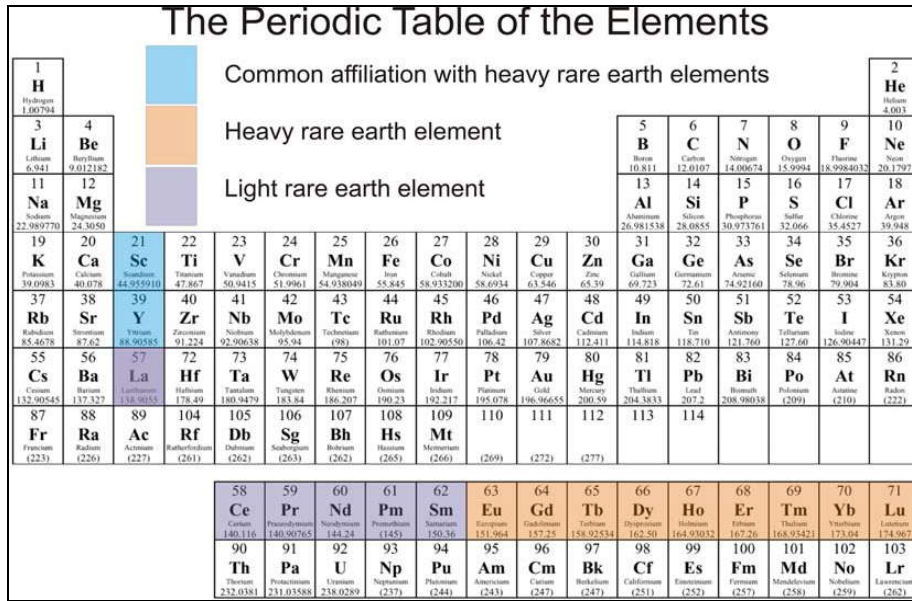 The Periodic Table of the Elements
Common affiliation with heavy rare earth elements
Heavy rare earth element
Light rare earth element
1 2
H He
Hydrogen Helium
1.00794 4.003
3 4 5 6 7 8 9 10
Li Be B C N O F Ne
Lithium Beryllium Boron Carbon Nitrogen Oxygen Fluorine Neon
6.941 9.012182 10.811 12.0107 14.00674 15.9994 18.9984032 20.1797
11 12 13 14 15 16 17 18
Na Mg Al Si P S Cl Ar
Sodium Magnesium Aluminum Silicon Phosphorus Sulfur Chlorine Argon
22.989770 24.3050 26.981538 28.0855 30.973761 32.066 35.4527 39.948
19 20 21 22 23 24 25 26 27 28 29 30 31 32 33 34 35 36
K Ca Sc Ti V Cr Mn Fe Co Ni Cu Zn Ga Ge As Se Br Kr
Potassium Calcium Scandium Titanium Vanadium Chromium Manganese Iron Cobalt Nickel Copper Zinc Gallium Germanium Arsenic Selenium Bromine Krypton
39.0983 40.078 44.955910 47.867 50.9415 51.9961 54.938049 55.845 58.933200 58.6934 63.546 65.39 69.723 72.61 74.92160 78.96 79.904 83.80
37 38 39 40 41 42 43 44 45 46 47 48 49 50 51 52 53 54
Rb Sr Y Zr Nb Mo Tc Ru Rh Pd Ag Cd In Sn Sb Te I Xe
Rubidium Strontium Yttrium Zirconium Niobium Molybdenum Technetium Ruthenium Rhodium Palladium Silver Cadmium Indium Tin Antimony Tellurium Iodine Xenon
85.4678 87.62 88.90585 91.224 92.90638 95.94 (98) 101.07 102.90550 106.42 107.8682 112.411 114.818 118.710 121.760 127.60 126.90447 131.29
55 56 57 72 73 74 75 76 77 78 79 80 81 82 83 84 85 86
Cs Ba La Hf Ta W Re Os Ir Pt Au Hg Tl Pb Bi Po At Rn
Cesium Barium Lanthanum Hafnium Tantalum Tungsten Rhenium Osmium Iridium Platinum Gold Mercury Thallium Lead Bismuth Polonium Astatine Radon
132.90545 137.327 138.9055 178.49 180.9479 183.84 186.207 190.23 192.217 195.078 196.96655 200.59 204.3833 207.2 208.98038 (209) (210) (222)
87 88 89 104 105 106 107 108 109 110 111 112 113 114
Fr Ra Ac Rf Db Sg Bh Hs Mt
Francium Radium Actinium Rutherfordium Dubnium Seaborgium Bohrium Hassium Meitnerium
(223) (226) (227) (261) (262) (263) (262) (265) (266) (269) (272) (277)
58 59 60 61 62 63 64 65 66 67 68 69 70 71
Ce Pr Nd Pm Sm Eu Gd Tb Dy Ho Er Tm Yb Lu
Cerium Praseodymium Neodymium Promethium Samarium Europium Gadolinium Terbium Dysprosium Holmium Erbium Thulium Ytterbium Lutetium
140.116 140.90765 144.24 (145) 150.36 151.964 157.25 158.92534 162.50 164.93032 167.26 168.93421 173.04 174.967
90 91 92 93 94 95 96 97 98 99 100 101 102 103
Th Pa U Np Pu Am Cm Bk Cf Es Fm Md No Lr
Thorium Protactinium Uranium Neptunium Plutonium Americium Curium Berkelium Californium Einsteinium Fermium Mendelevium Nobelium Lawrencium
232.0381 231.03588 238.0289 (237) (244) (243) (247) (247) (251) (252) (257) (258) (259) (262)